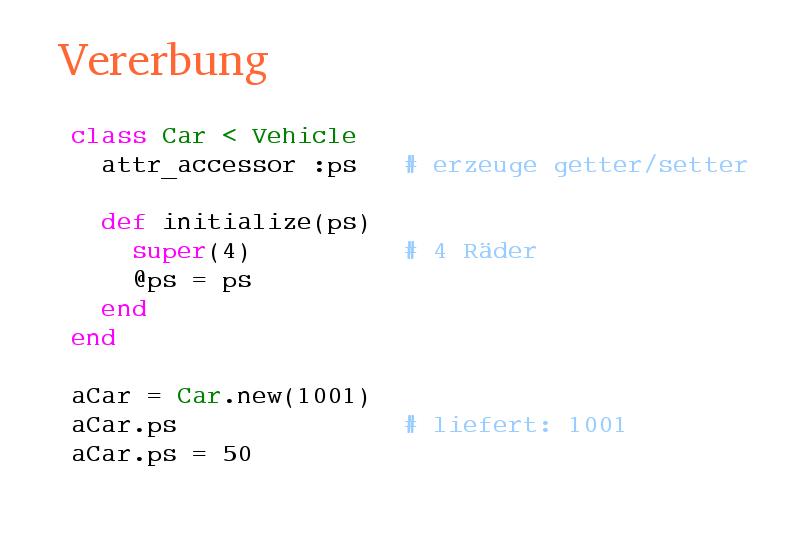 Vererbung
class Car < Vehicle
  attr_accessor :ps   # erzeuge getter/setter
  def initialize(ps)
    super(4)          # 4 Räder
    @ps = ps
  end
end
aCar = Car.new(1001)
aCar.ps               # liefert: 1001
aCar.ps = 50